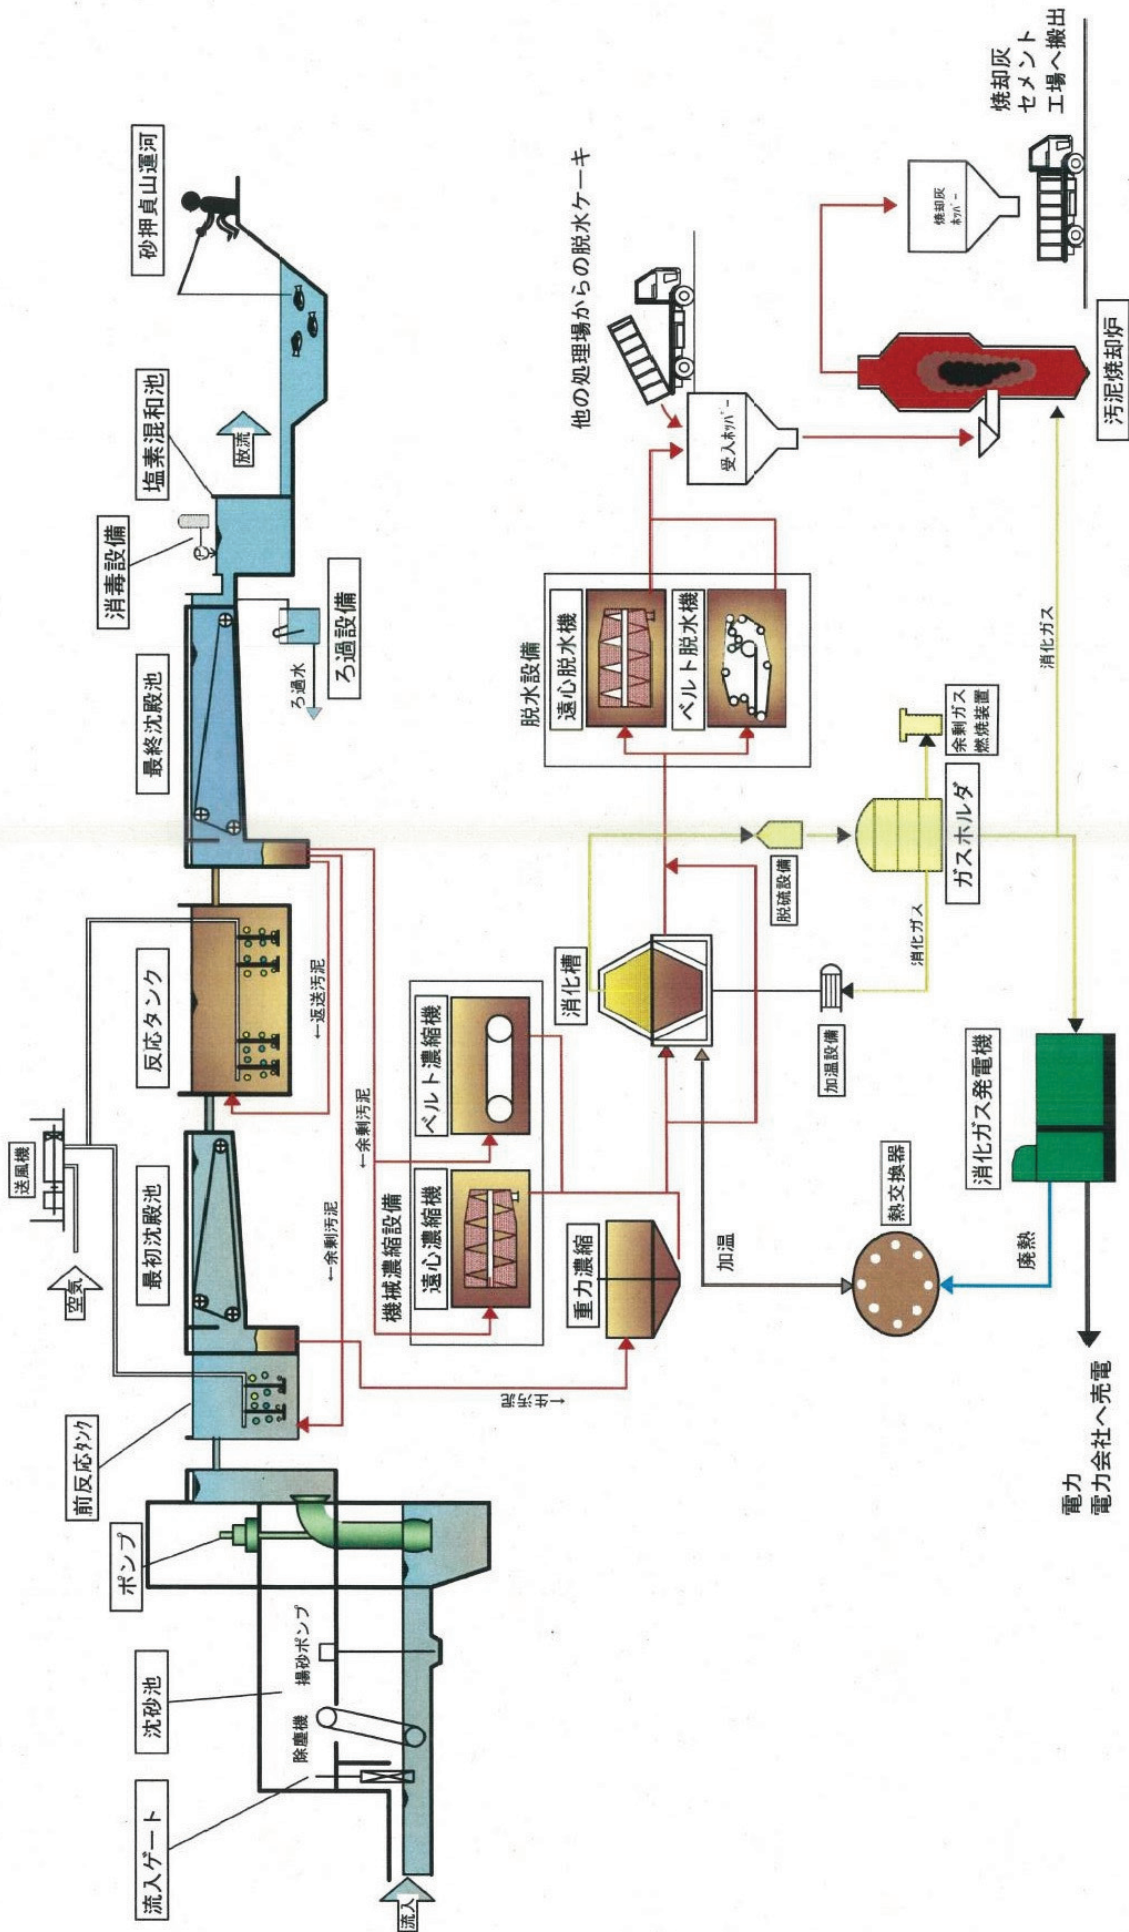 流入ゲート
沈砂池
ポンプ
前反応タンク
送風機
空気
最初沈殿池
反応タンク
最終沈殿池
消毒設備
塩素混和池
砂押貞山運河
流入
除塵機
揚砂ポンプ
放流
ろ過水
ろ過設備
←返送汚泥
←余剰汚泥
←余剰汚泥
←生汚泥
機械濃縮設備
遠心濃縮機
ベルト濃縮機
重力濃縮
消化槽
脱水設備
遠心脱水機
ベルト脱水機
他の処理場からの脱水ケーキ
受入ホッパー
焼却灰
ホッパー
焼却灰
セメント
工場へ搬出
汚泥焼却炉
加温
加温設備
脱硫設備
ガスホルダ
余剰ガス
燃焼装置
消化ガス
消化ガス
熱交換器
廃熱
消化ガス発電機
電力
電力会社へ売電